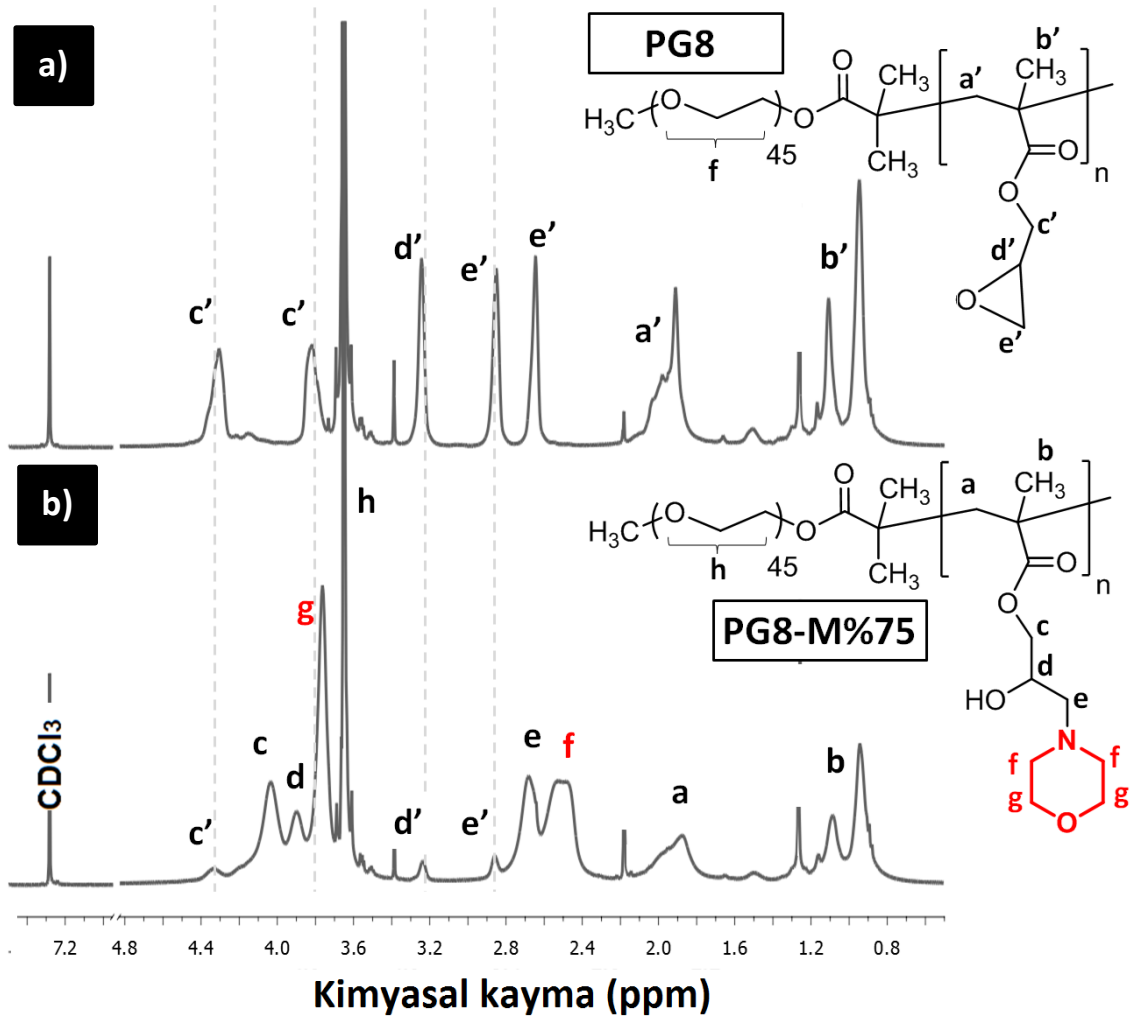 a)
PG8
H₃C
O
45
f
O
O
CH₃
CH₃
a’
b’
CH₃
n
O
O
c’
d’
O
e’
c’
c’
d’
e’
e’
a’
b’
b)
PG8-M%75
H₃C
O
45
h
O
O
CH₃
CH₃
a
b
CH₃
n
O
O
c
d
HO
e
N
f
f
g
g
O
h
CDCl₃
c’
c
d
g
d’
e’
e
f
a
b
7.2 4.8 4.4 4.0 3.6 3.2 2.8 2.4 2.0 1.6 1.2 0.8
Kimyasal kayma (ppm)